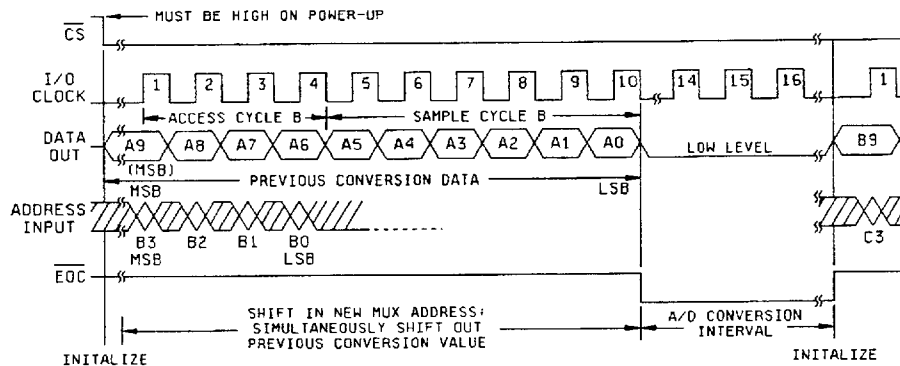 MUST BE HIGH ON POWER-UP
CS
I/O CLOCK
1 2 3 4 5 6 7 8 9 10 14 15 16 1
ACCESS CYCLE B
SAMPLE CYCLE B
DATA OUT
A9 A8 A7 A6 A5 A4 A3 A2 A1 A0
LOW LEVEL
B9
(MSB)
PREVIOUS CONVERSION DATA
MSB
LSB
ADDRESS INPUT
B3 B2 B1 B0
MSB LSB
C3
EOC
SHIFT IN NEW MUX ADDRESS;
SIMULTANEOUSLY SHIFT OUT
PREVIOUS CONVERSION VALUE
A/D CONVERSION
INTERVAL
INITALIZE
INITIALIZE